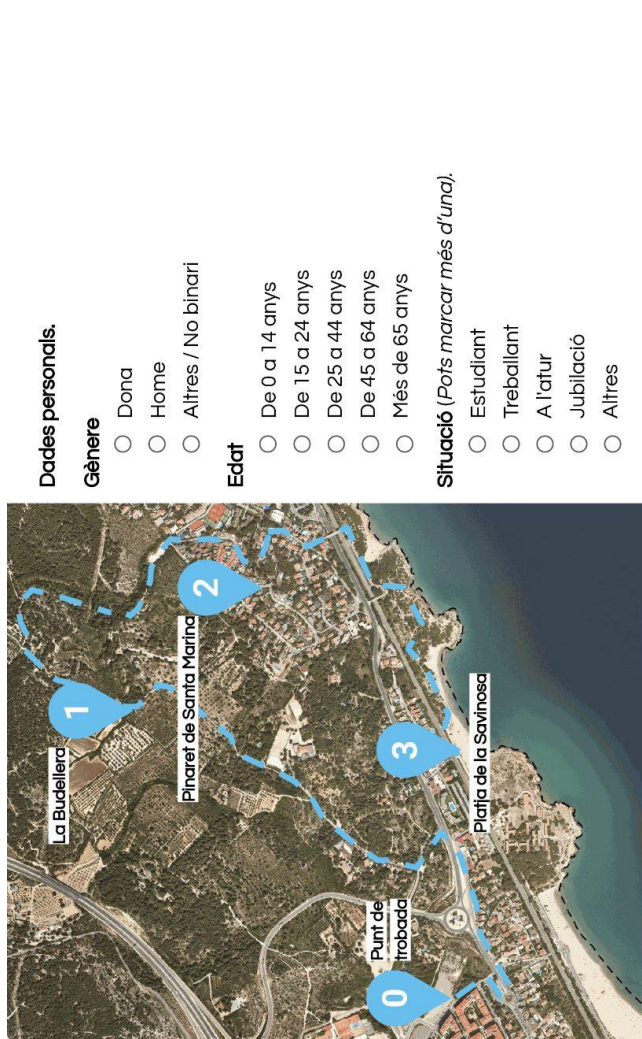 Dades personals.
Gènere
Dona
Home
Altres / No binari
Edat
De 0 a 14 anys
De 15 a 24 anys
De 25 a 44 anys
De 45 a 64 anys
Més de 65 anys
Situació (Pots marcar més d'una).
Estudiant
Treballant
A l'atur
Jubilació
Altres
1
La Budellera
2
Pinaret de Santa Marina
3
Platja de la Savinosa
0
Punt de
trobada